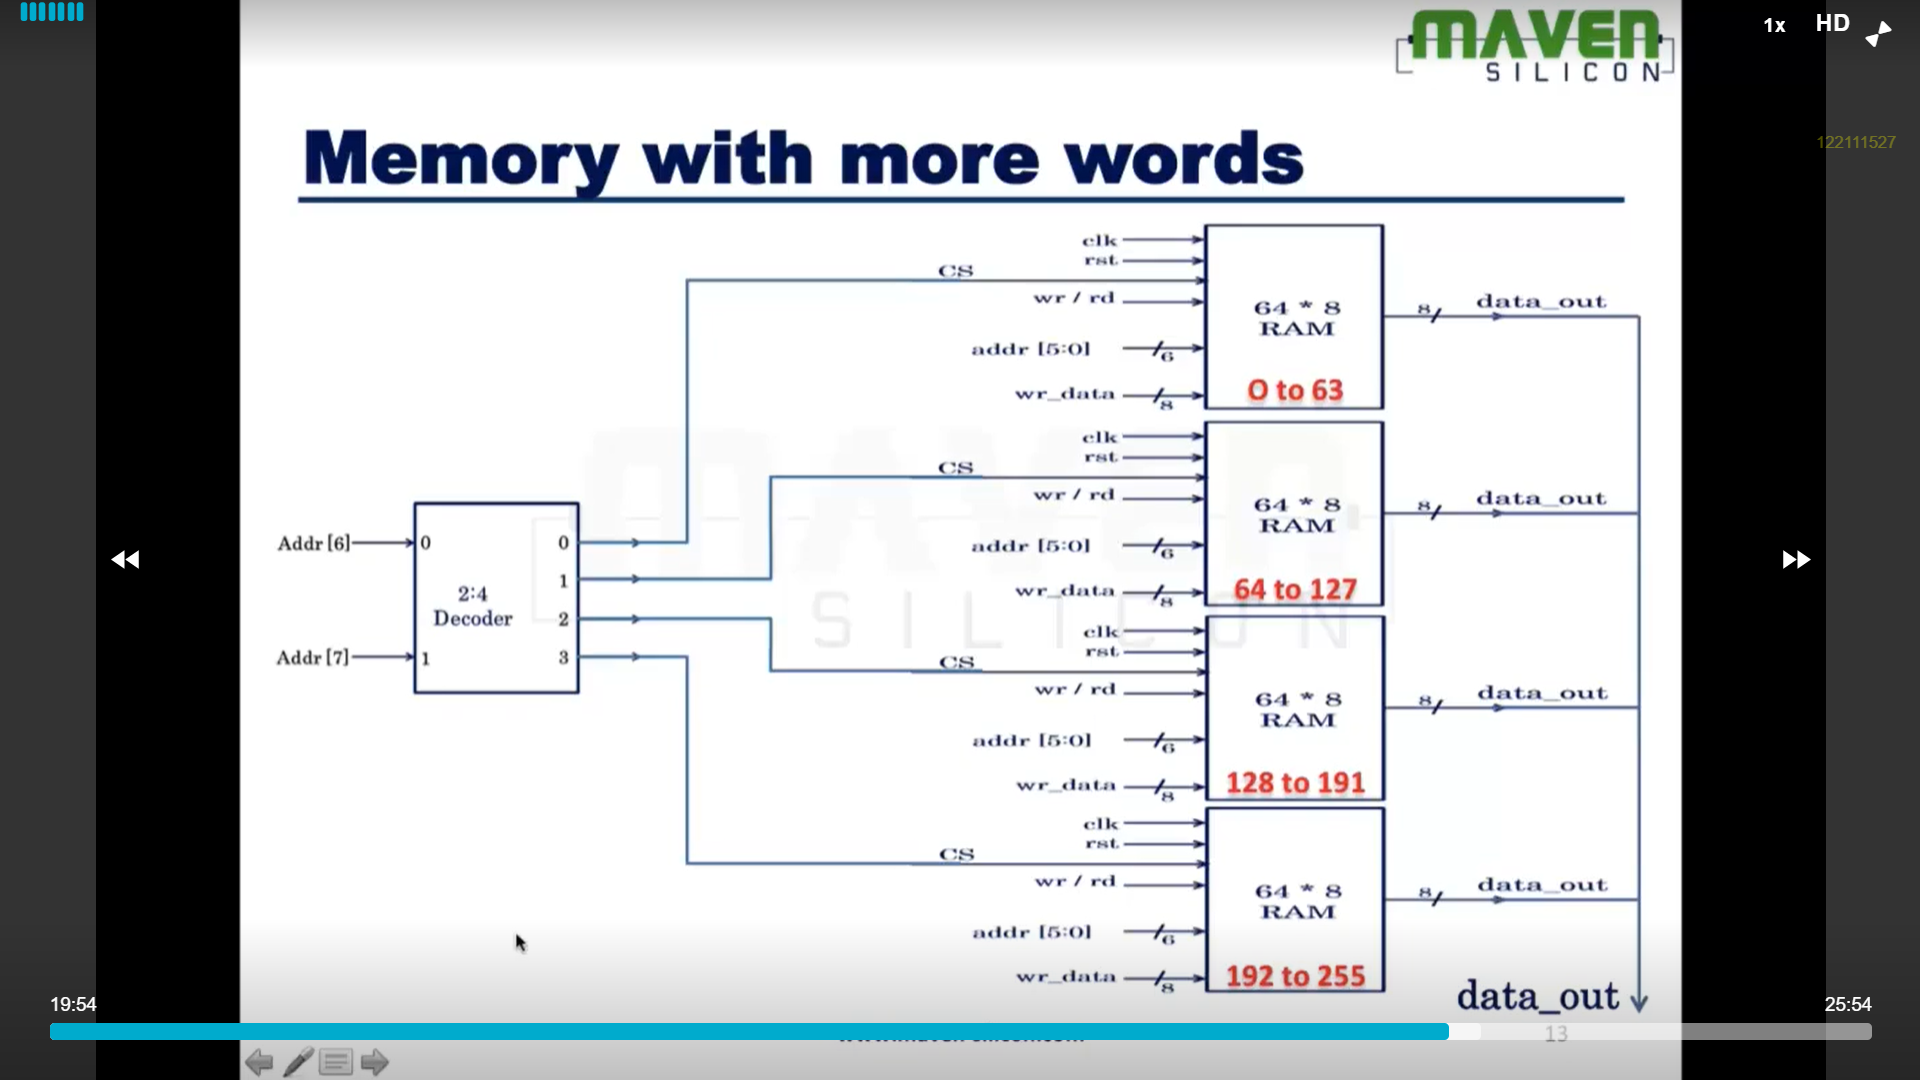 1x HD
MAVEN
SILICON
122111527
Memory with more words
clk
rst
CS
wr / rd
addr [5:0]
6
wr_data
8
64 * 8
RAM
O to 63
8
data_out
clk
rst
CS
wr / rd
addr [5:0]
6
wr_data
8
64 * 8
RAM
64 to 127
8
data_out
Addr [6]
0
0
1
2:4
Decoder
2
Addr [7]
1
3
MAVEN
SILICON
clk
rst
CS
wr / rd
addr [5:0]
6
wr_data
8
64 * 8
RAM
128 to 191
8
data_out
clk
rst
CS
wr / rd
addr [5:0]
6
wr_data
8
64 * 8
RAM
192 to 255
8
data_out
data_out
19:54
25:54
13